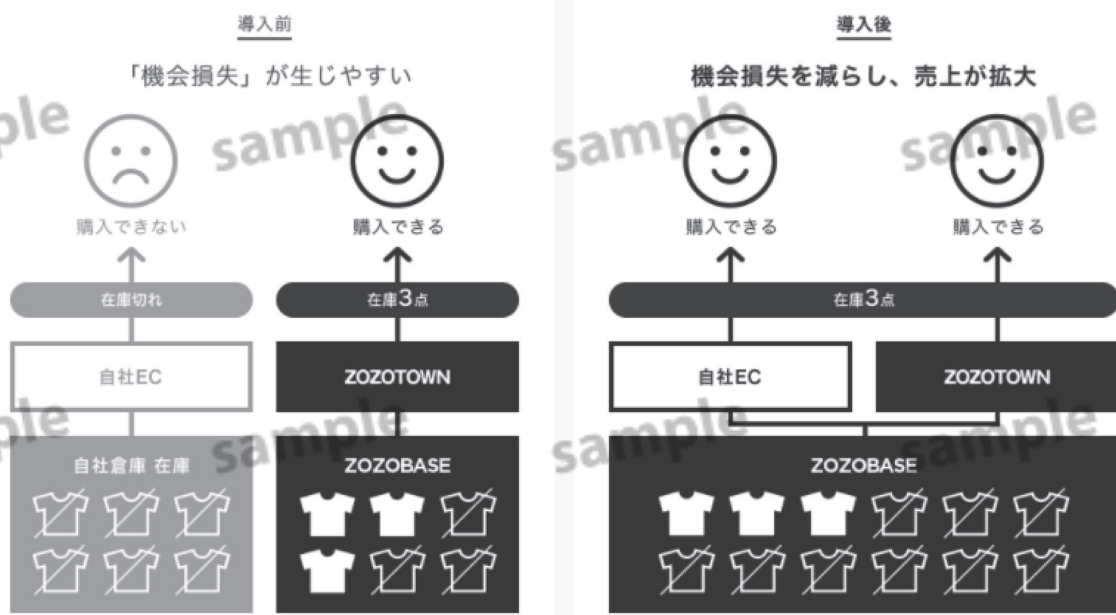 導入前
「機会損失」が生じやすい
購入できない
購入できる
在庫切れ
在庫3点
自社EC
ZOZOTOWN
自社倉庫 在庫
ZOZOBASE
導入後
機会損失を減らし、売上が拡大
購入できる
購入できる
在庫3点
自社EC
ZOZOTOWN
ZOZOBASE
ple
sample
sample
sample
ple
sample
sample
sample